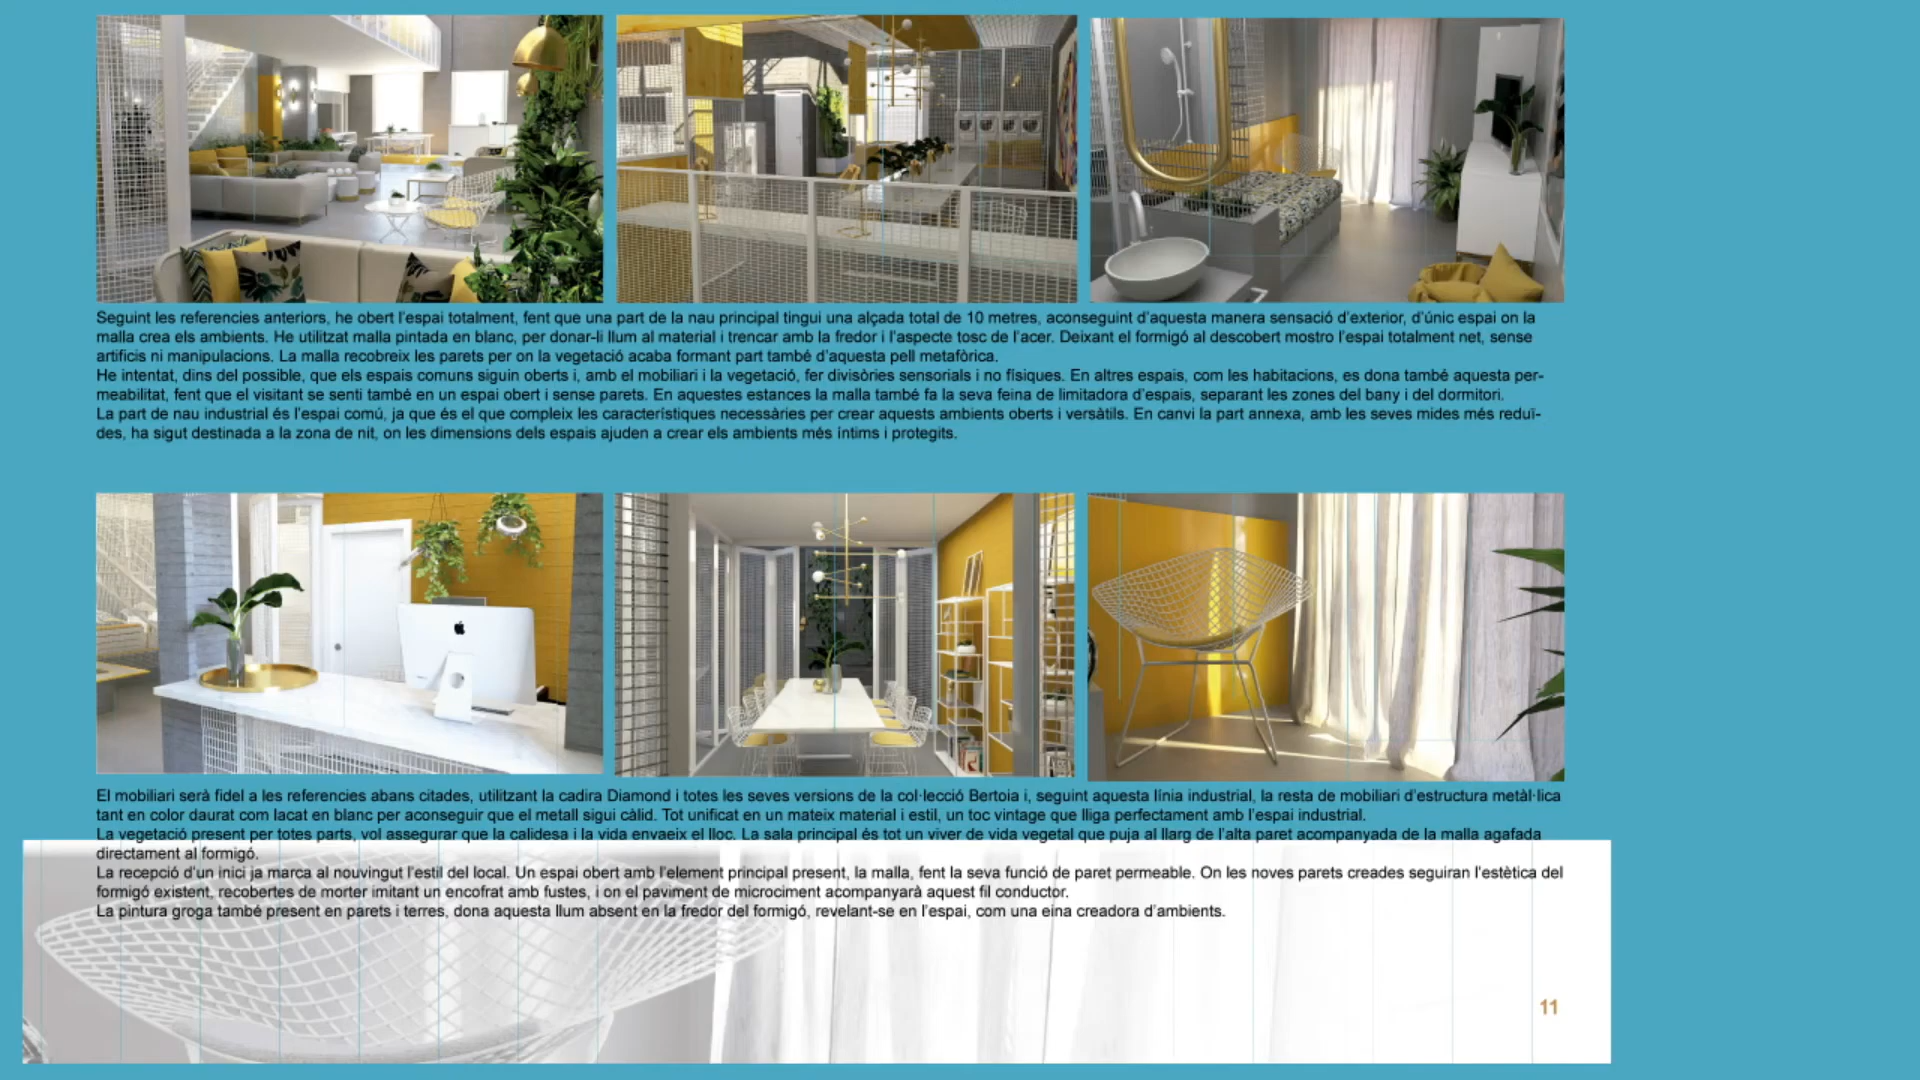 Seguint les referencies anteriors, he obert l'espai totalment, fent que una part de la nau principal tingui una alçada total de 10 metres, aconseguint d'aquesta manera sensació d'exterior, d'únic espai on la
malla crea els ambients. He utilitzat malla pintada en blanc, per donar-li llum al material i trencar amb la fredor i l'aspecte tosc de l'acer. Deixant el formigó al descobert mostro l'espai totalment net, sense
artificis ni manipulacions. La malla recobreix les parets per on la vegetació acaba formant part també d'aquesta pell metafòrica.
He intentat, dins del possible, que els espais comuns siguin oberts i, amb el mobiliari i la vegetació, fer divisòries sensorials i no físiques. En altres espais, com les habitacions, es dona també aquesta per-
meabilitat, fent que el visitant se senti també en un espai obert i sense parets. En aquestes estances la malla també fa la seva feina de limitadora d'espais, separant les zones del bany i del dormitori.
La part de nau industrial és l'espai comú, ja que és el que compleix les característiques necessàries per crear aquests ambients oberts i versàtils. En canvi la part annexa, amb les seves mides més reduï-
des, ha sigut destinada a la zona de nit, on les dimensions dels espais ajuden a crear els ambients més íntims i protegits.
El mobiliari serà fidel a les referencies abans citades, utilitzant la cadira Diamond i totes les seves versions de la col·lecció Bertoia i, seguint aquesta línia industrial, la resta de mobiliari d'estructura metàl·lica
tant en color daurat com lacat en blanc per aconseguir que el metall sigui càlid. Tot unificat en un mateix material i estil, un toc vintage que lliga perfectament amb l'espai industrial.
La vegetació present per totes parts, vol assegurar que la calidesa i la vida envaeix el lloc. La sala principal és tot un viver de vida vegetal que puja al llarg de l'alta paret acompanyada de la malla agafada
directament al formigó.
La recepció d'un inici ja marca al nouvingut l'estil del local. Un espai obert amb l'element principal present, la malla, fent la seva funció de paret permeable. On les noves parets creades seguiran l'estètica del
formigó existent, recobertes de morter imitant un encofrat amb fustes, i on el paviment de microciment acompanyarà aquest fil conductor.
La pintura groga també present en parets i terres, dona aquesta llum absent en la fredor del formigó, revelant-se en l'espai, com una eina creadora d'ambients.
11